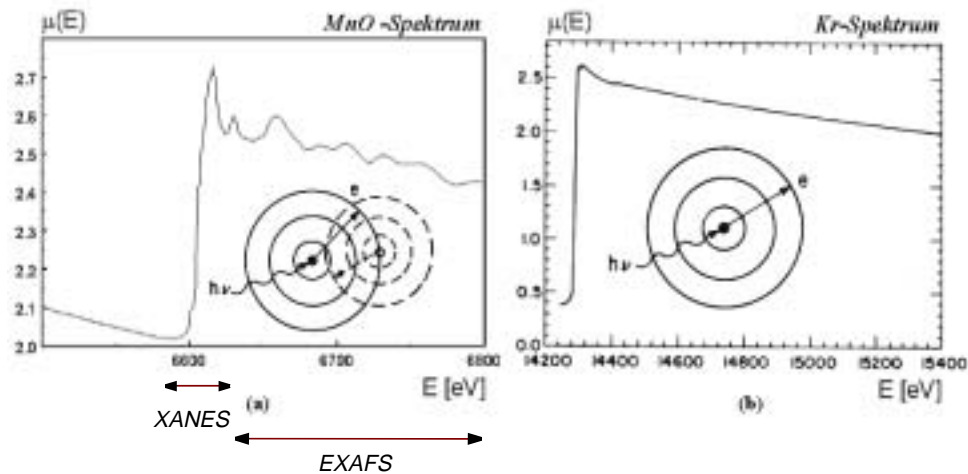 μ(E)
MnO -Spektrum
2.7
2.6
2.5
2.4
2.3
2.2
2.1
2.0
e
hν
6600
6700
6800
E [eV]
(a)
XANES
EXAFS
μ(E)
Kr-Spektrum
2.5
2.0
1.5
1.0
0.5
0.0
e
hν
14200
14400
14600
14800
15000
15200
15400
E [eV]
(b)